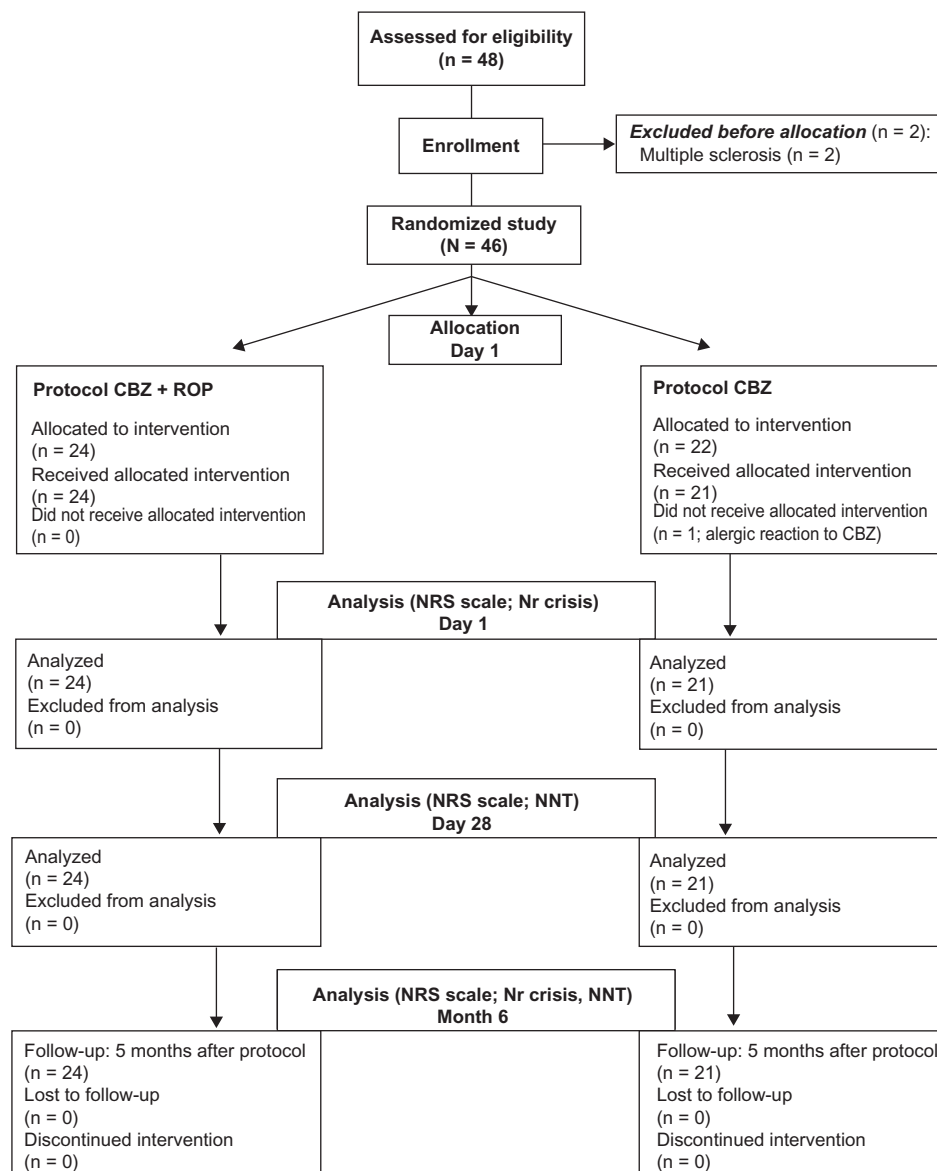 Assessed for eligibility
(n = 48)
Enrollment
Excluded before allocation (n = 2):
Multiple sclerosis (n = 2)
Randomized study
(N = 46)
Allocation
Day 1
Protocol CBZ + ROP
Allocated to intervention
(n = 24)
Received allocated intervention
(n = 24)
Did not receive allocated intervention
(n = 0)
Protocol CBZ
Allocated to intervention
(n = 22)
Received allocated intervention
(n = 21)
Did not receive allocated intervention
(n = 1; alergic reaction to CBZ)
Analysis (NRS scale; Nr crisis)
Day 1
Analyzed
(n = 24)
Excluded from analysis
(n = 0)
Analyzed
(n = 21)
Excluded from analysis
(n = 0)
Analysis (NRS scale; NNT)
Day 28
Analyzed
(n = 24)
Excluded from analysis
(n = 0)
Analyzed
(n = 21)
Excluded from analysis
(n = 0)
Analysis (NRS scale; Nr crisis, NNT)
Month 6
Follow-up: 5 months after protocol
(n = 24)
Lost to follow-up
(n = 0)
Discontinued intervention
(n = 0)
Follow-up: 5 months after protocol
(n = 21)
Lost to follow-up
(n = 0)
Discontinued intervention
(n = 0)